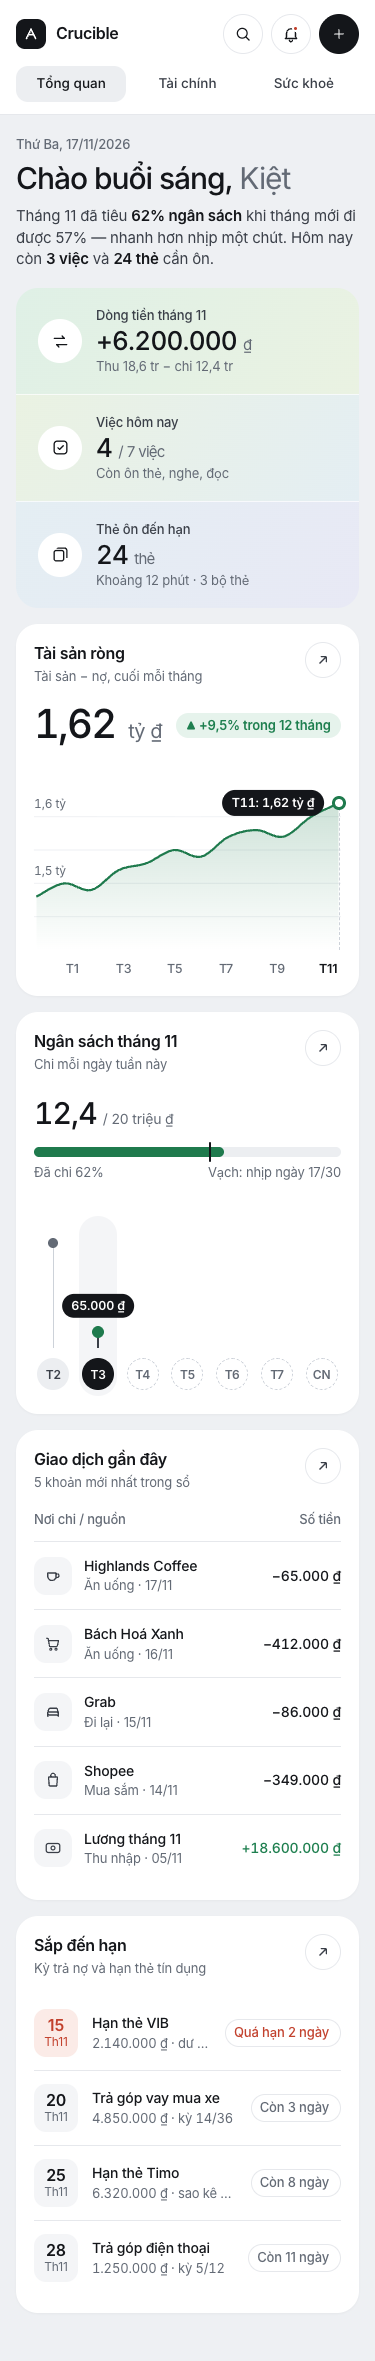 Crucible
Tổng quan
Tài chính
Sức khoẻ
Thứ Ba, 17/11/2026
Chào buổi sáng, Kiệt
Tháng 11 đã tiêu 62% ngân sách khi tháng mới đi
được 57% — nhanh hơn nhịp một chút. Hôm nay
còn 3 việc và 24 thẻ cần ôn.
Dòng tiền tháng 11
+6.200.000 ₫
Thu 18,6 tr − chi 12,4 tr
Việc hôm nay
4 / 7 việc
Còn ôn thẻ, nghe, đọc
Thẻ ôn đến hạn
24 thẻ
Khoảng 12 phút · 3 bộ thẻ
Tài sản ròng
Tài sản − nợ, cuối mỗi tháng
1,62 tỷ ₫
▲ +9,5% trong 12 tháng
T11: 1,62 tỷ ₫
1,6 tỷ
1,5 tỷ
T1 T3 T5 T7 T9 T11
Ngân sách tháng 11
Chi mỗi ngày tuần này
12,4 / 20 triệu ₫
Đã chi 62%
Vạch: nhịp ngày 17/30
65.000 ₫
T2 T3 T4 T5 T6 T7 CN
Giao dịch gần đây
5 khoản mới nhất trong sổ
Nơi chi / nguồn
Số tiền
Highlands Coffee
Ăn uống · 17/11
−65.000 ₫
Bách Hoá Xanh
Ăn uống · 16/11
−412.000 ₫
Grab
Đi lại · 15/11
−86.000 ₫
Shopee
Mua sắm · 14/11
−349.000 ₫
Lương tháng 11
Thu nhập · 05/11
+18.600.000 ₫
Sắp đến hạn
Kỳ trả nợ và hạn thẻ tín dụng
15
Th11
Hạn thẻ VIB
2.140.000 ₫ · dư ...
Quá hạn 2 ngày
20
Th11
Trả góp vay mua xe
4.850.000 ₫ · kỳ 14/36
Còn 3 ngày
25
Th11
Hạn thẻ Timo
6.320.000 ₫ · sao kê ...
Còn 8 ngày
28
Th11
Trả góp điện thoại
1.250.000 ₫ · kỳ 5/12
Còn 11 ngày